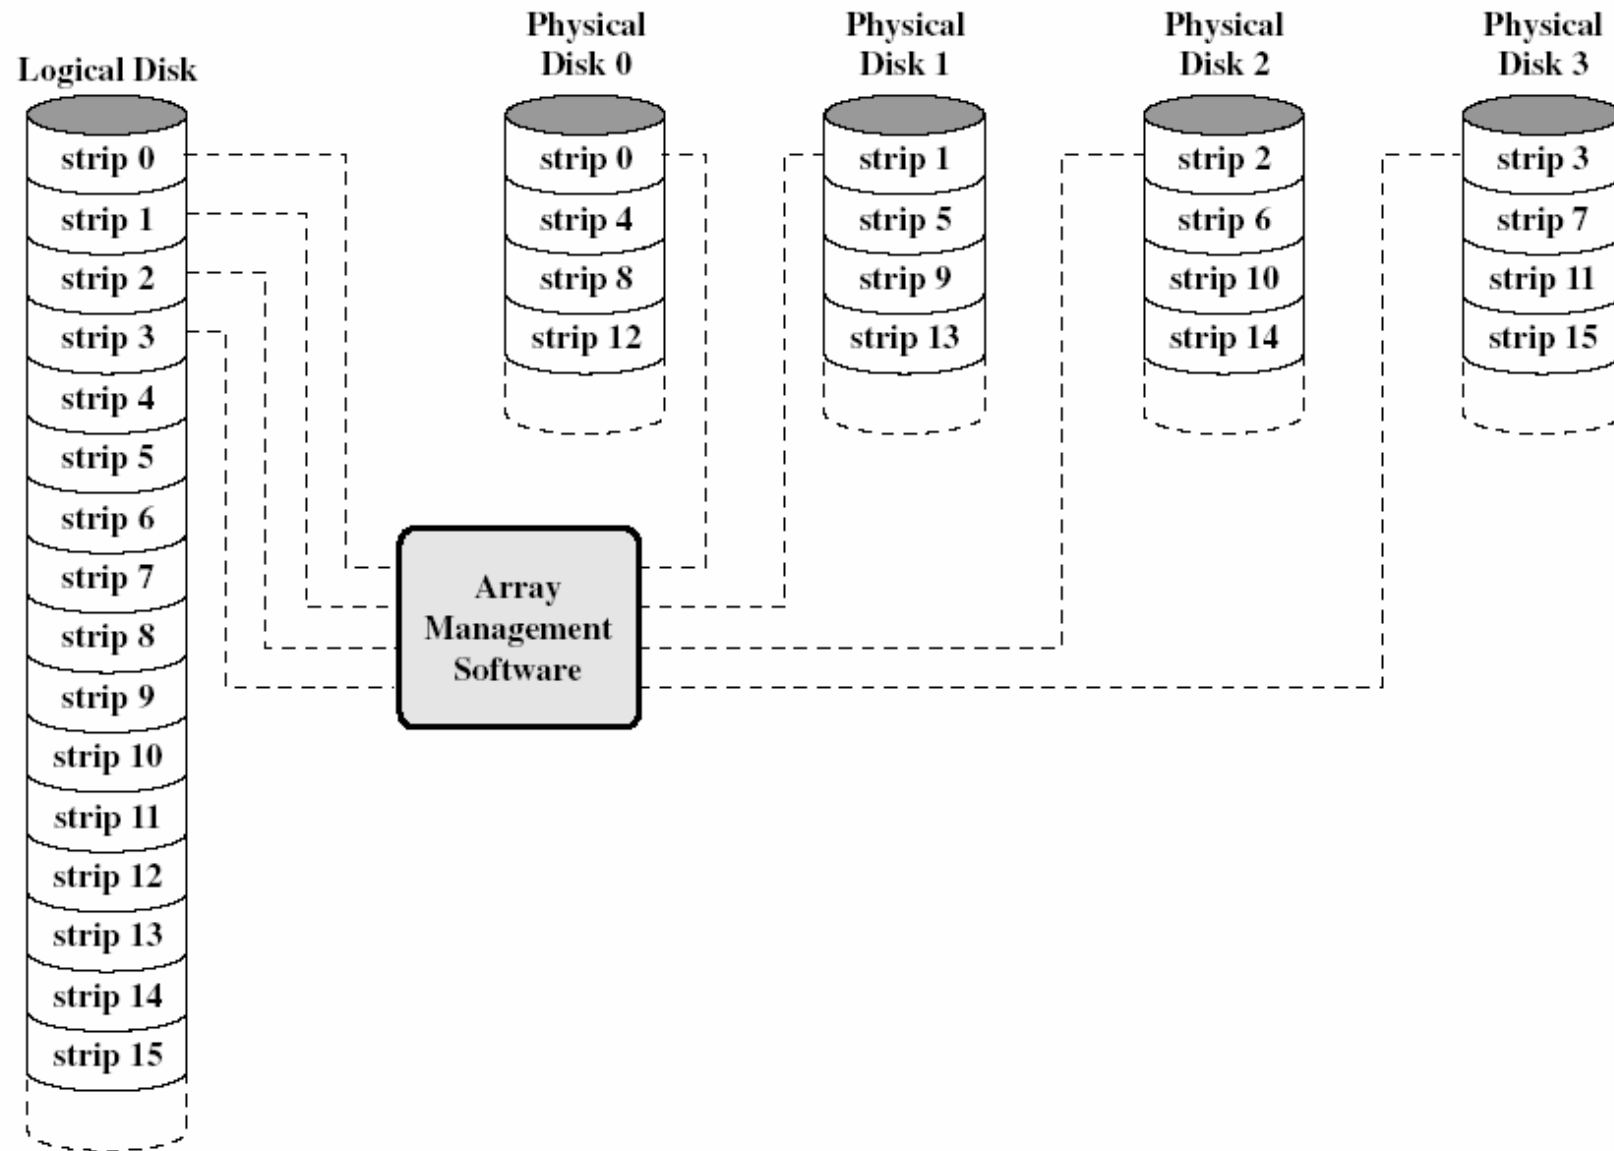 Logical Disk
strip 0
strip 1
strip 2
strip 3
strip 4
strip 5
strip 6
strip 7
strip 8
strip 9
strip 10
strip 11
strip 12
strip 13
strip 14
strip 15
Physical
Disk 0
strip 0
strip 4
strip 8
strip 12
Physical
Disk 1
strip 1
strip 5
strip 9
strip 13
Physical
Disk 2
strip 2
strip 6
strip 10
strip 14
Physical
Disk 3
strip 3
strip 7
strip 11
strip 15
Array
Management
Software